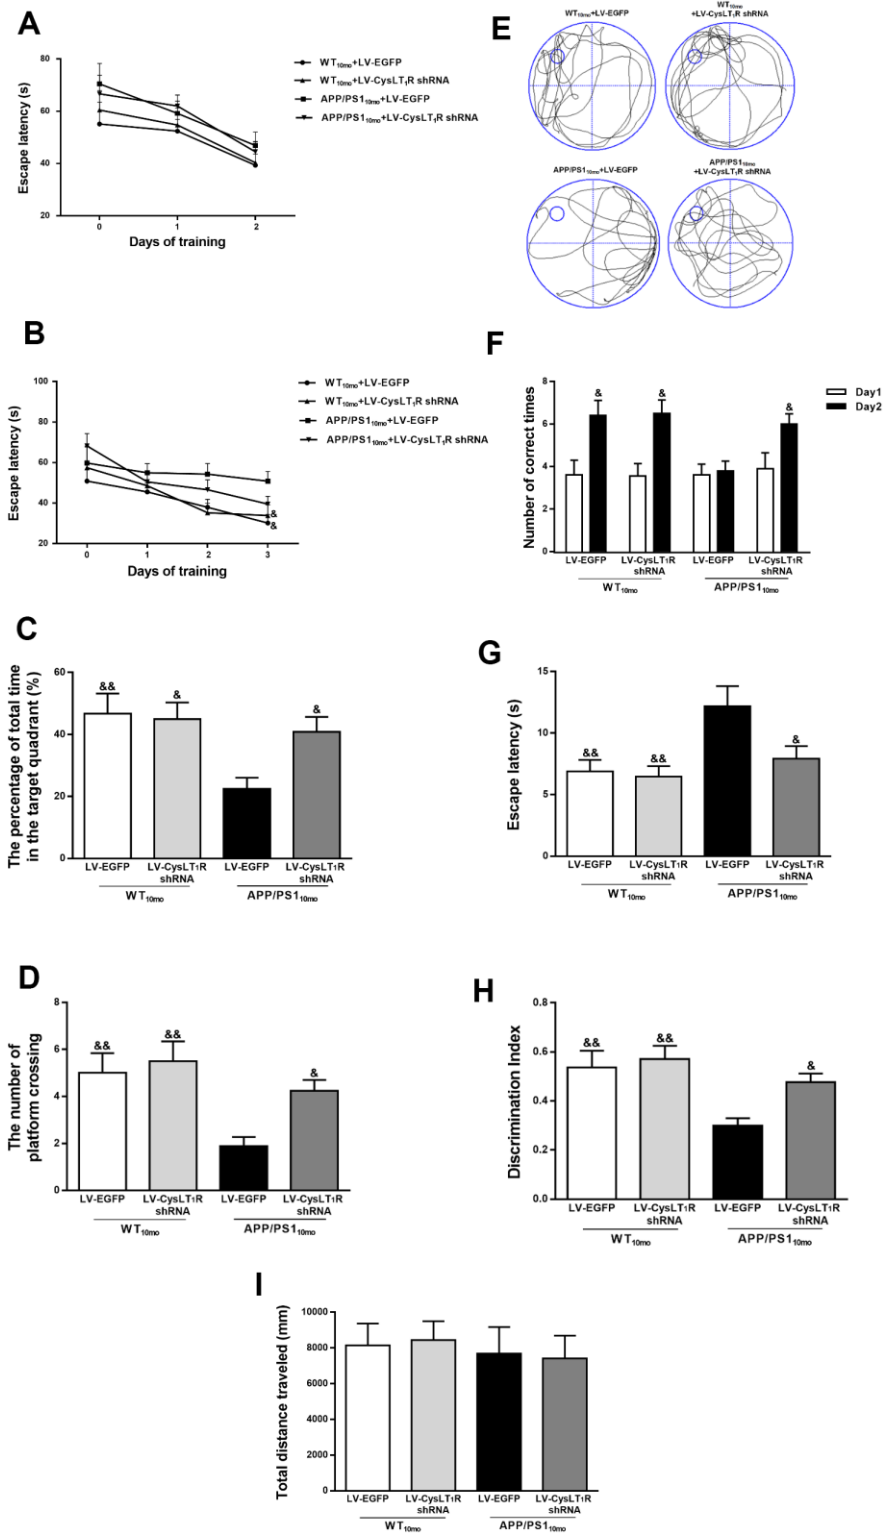 A
Escape latency (s)
80
60
40
20
0
1
2
Days of training
WT10mo+LV-EGFP
WT10mo+LV-CysLT1R shRNA
APP/PS110mo+LV-EGFP
APP/PS110mo+LV-CysLT1R shRNA
E
WT10mo+LV-EGFP
WT10mo
+LV-CysLT1R shRNA
APP/PS110mo+LV-EGFP
APP/PS110mo
+LV-CysLT1R shRNA
B
Escape latency (s)
100
80
60
40
20
0
1
2
3
&
&
Days of training
WT10mo+LV-EGFP
WT10mo+LV-CysLT1R shRNA
APP/PS110mo+LV-EGFP
APP/PS110mo+LV-CysLT1R shRNA
F
Number of correct times
8
6
4
2
0
&
&
&
Day1
Day2
LV-EGFP
LV-CysLT1R
shRNA
LV-EGFP
LV-CysLT1R
shRNA
WT10mo
APP/PS110mo
C
The percentage of total time
in the target quadrant (%)
60
40
20
0
&&
&
&
LV-EGFP
LV-CysLT1R
shRNA
LV-EGFP
LV-CysLT1R
shRNA
WT10mo
APP/PS110mo
G
Escape latency (s)
15
10
5
0
&&
&&
&
LV-EGFP
LV-CysLT1R
shRNA
LV-EGFP
LV-CysLT1R
shRNA
WT10mo
APP/PS110mo
D
The number of
platform crossing
8
6
4
2
0
&&
&&
&
LV-EGFP
LV-CysLT1R
shRNA
LV-EGFP
LV-CysLT1R
shRNA
WT10mo
APP/PS110mo
H
Discrimination Index
0.8
0.6
0.4
0.2
0.0
&&
&&
&
LV-EGFP
LV-CysLT1R
shRNA
LV-EGFP
LV-CysLT1R
shRNA
WT10mo
APP/PS110mo
I
Total distance traveled (mm)
10000
8000
6000
4000
2000
0
LV-EGFP
LV-CysLT1R
shRNA
LV-EGFP
LV-CysLT1R
shRNA
WT10mo
APP/PS110mo